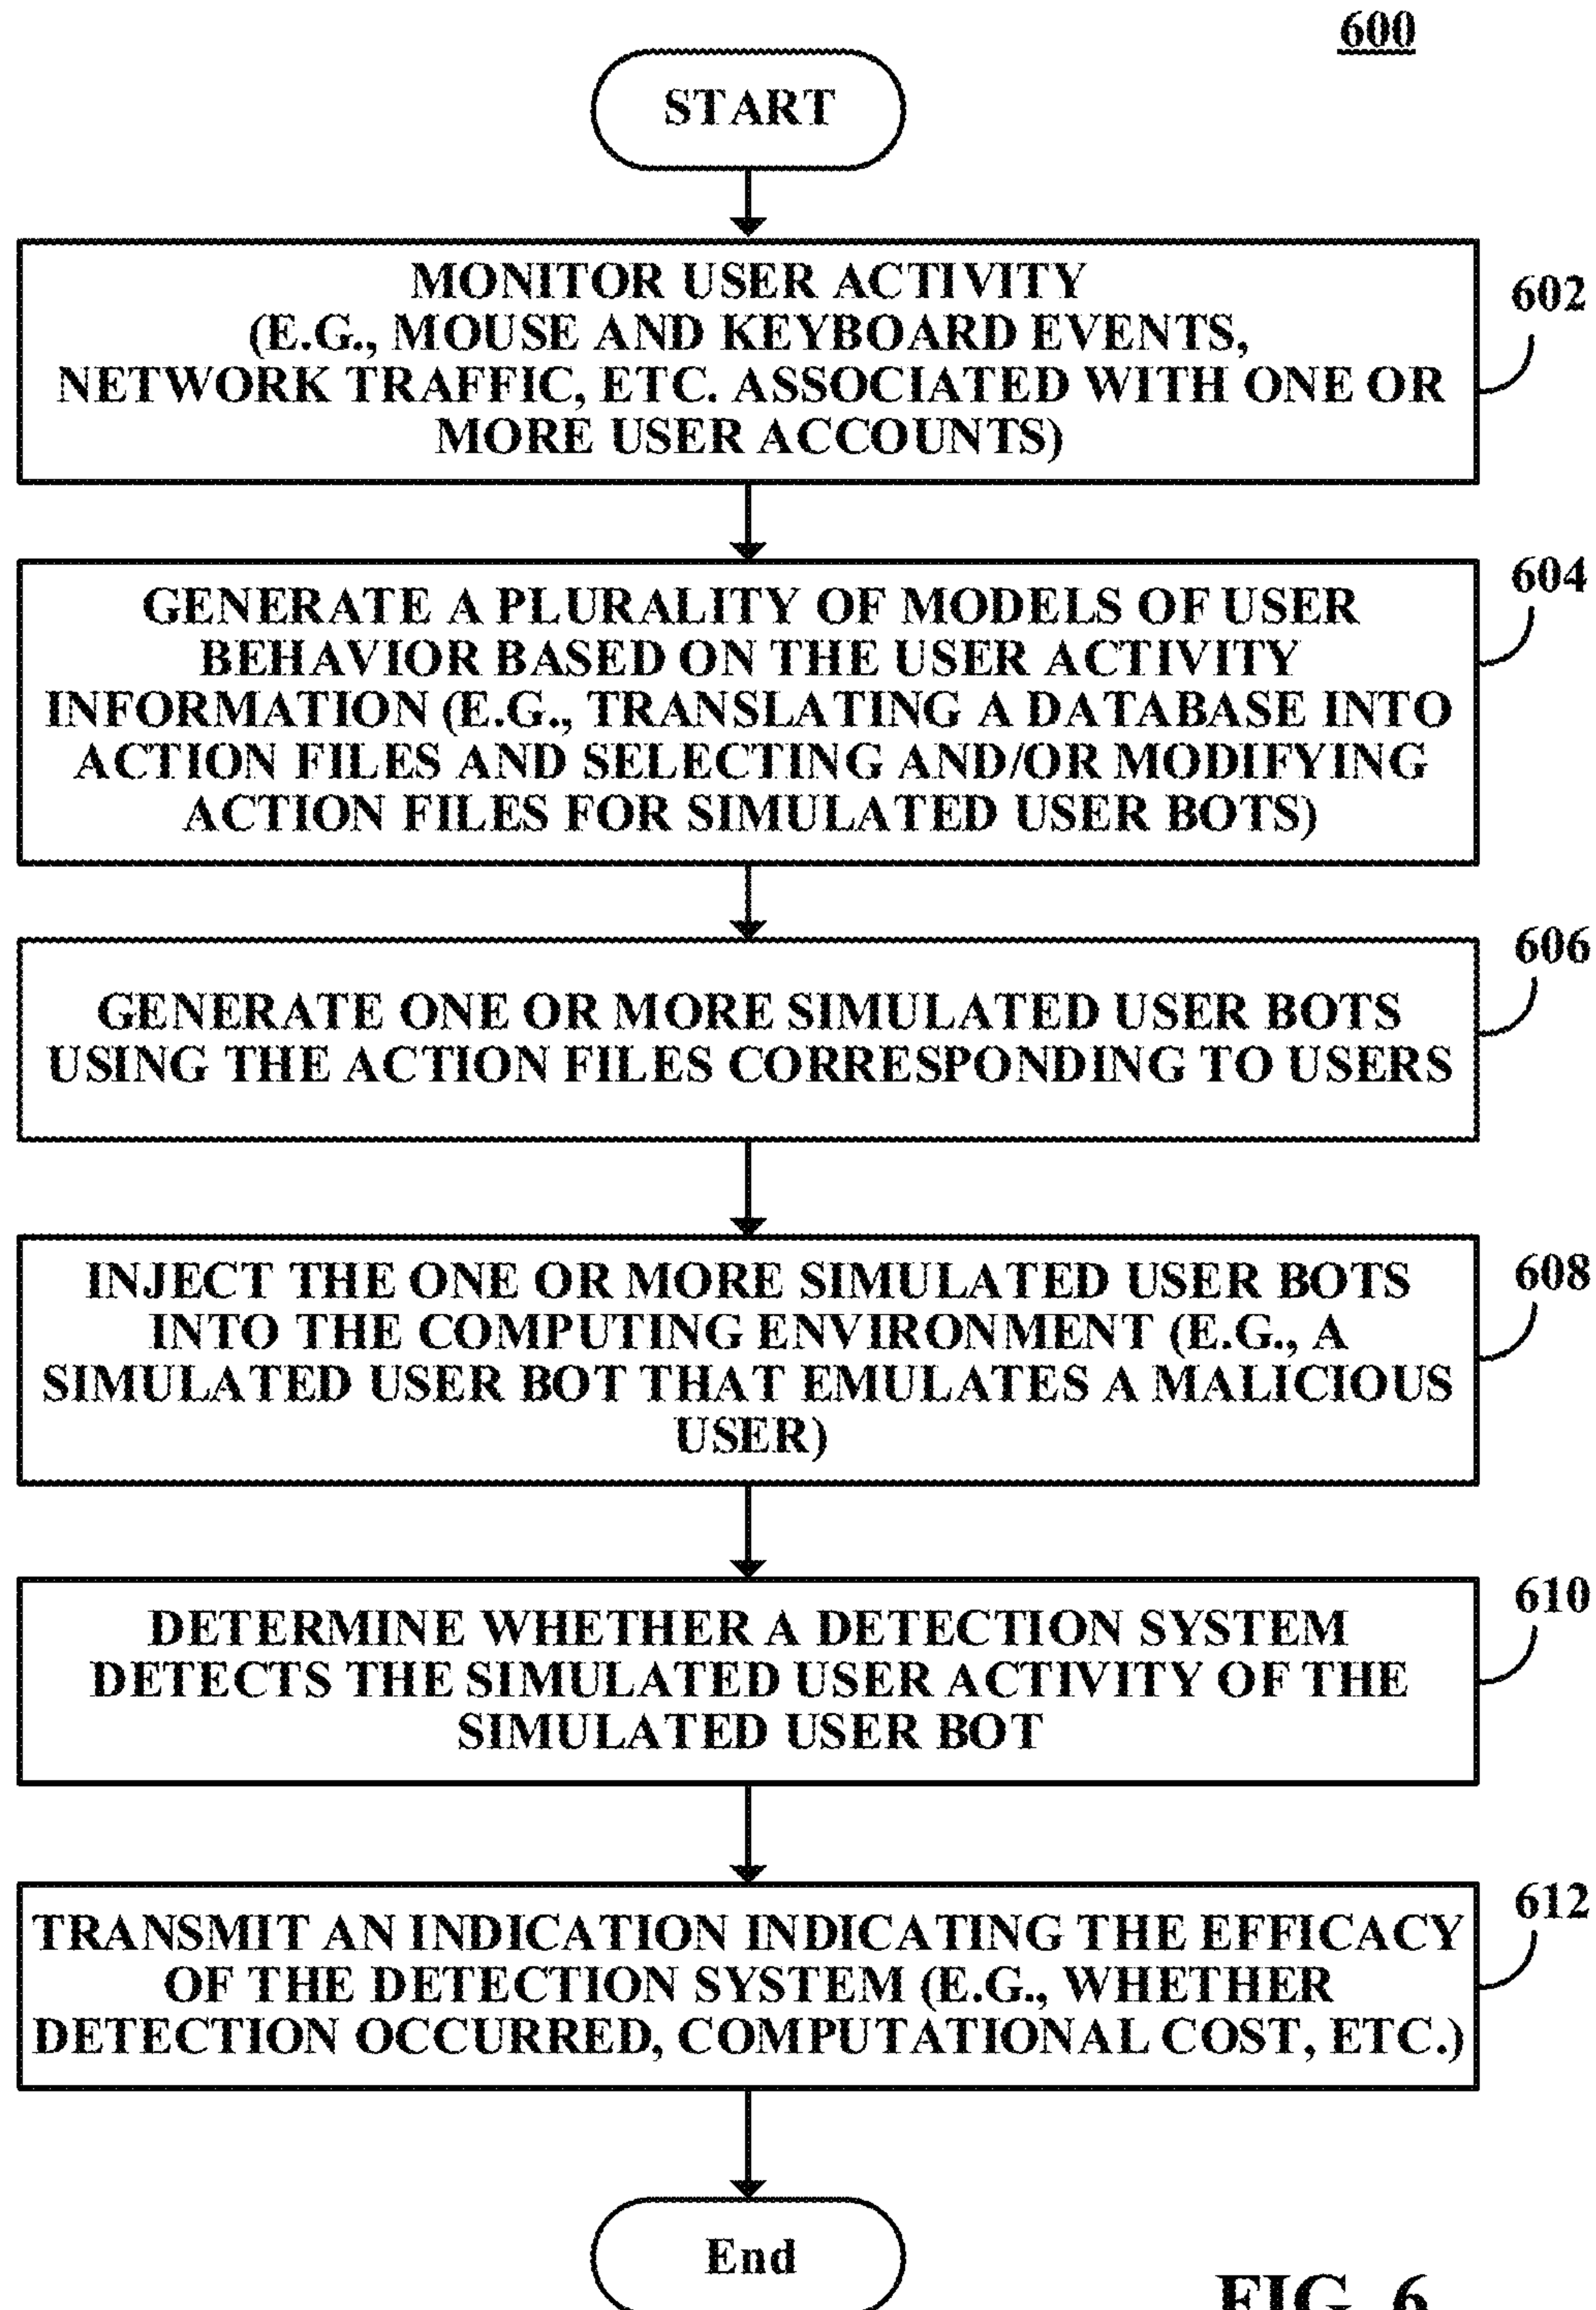 600
START
MONITOR USER ACTIVITY
(E.G., MOUSE AND KEYBOARD EVENTS,
NETWORK TRAFFIC, ETC. ASSOCIATED WITH ONE OR
MORE USER ACCOUNTS)
602
GENERATE A PLURALITY OF MODELS OF USER
BEHAVIOR BASED ON THE USER ACTIVITY
INFORMATION (E.G., TRANSLATING A DATABASE INTO
ACTION FILES AND SELECTING AND/OR MODIFYING
ACTION FILES FOR SIMULATED USER BOTS)
604
GENERATE ONE OR MORE SIMULATED USER BOTS
USING THE ACTION FILES CORRESPONDING TO USERS
606
INJECT THE ONE OR MORE SIMULATED USER BOTS
INTO THE COMPUTING ENVIRONMENT (E.G., A
SIMULATED USER BOT THAT EMULATES A MALICIOUS
USER)
608
DETERMINE WHETHER A DETECTION SYSTEM
DETECTS THE SIMULATED USER ACTIVITY OF THE
SIMULATED USER BOT
610
TRANSMIT AN INDICATION INDICATING THE EFFICACY
OF THE DETECTION SYSTEM (E.G., WHETHER
DETECTION OCCURRED, COMPUTATIONAL COST, ETC.)
612
End
FIG. 6